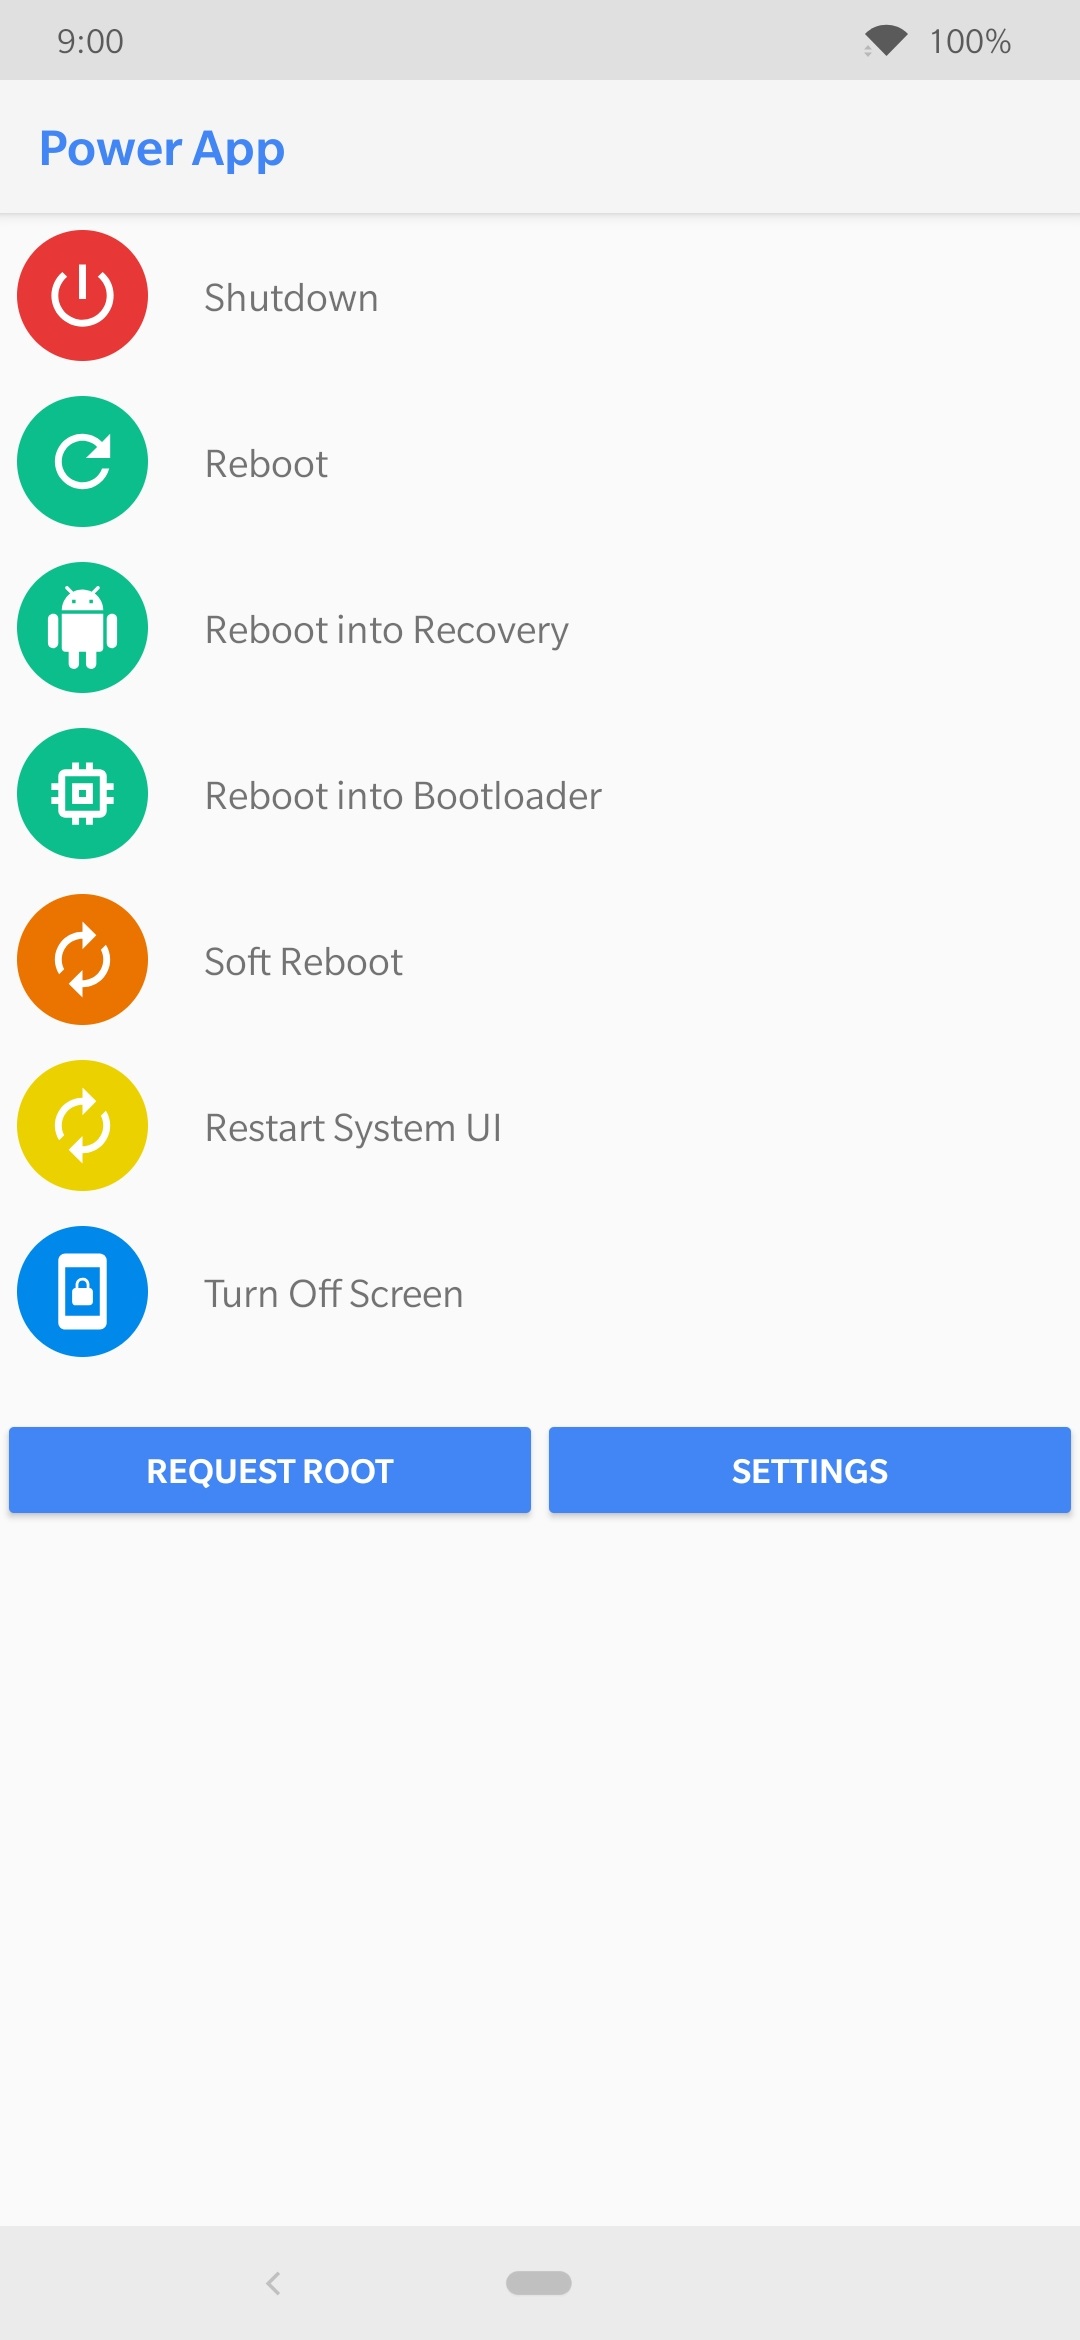 9:00 100%
Power App
Shutdown
Reboot
Reboot into Recovery
Reboot into Bootloader
Soft Reboot
Restart System UI
Turn Off Screen
REQUEST ROOT SETTINGS